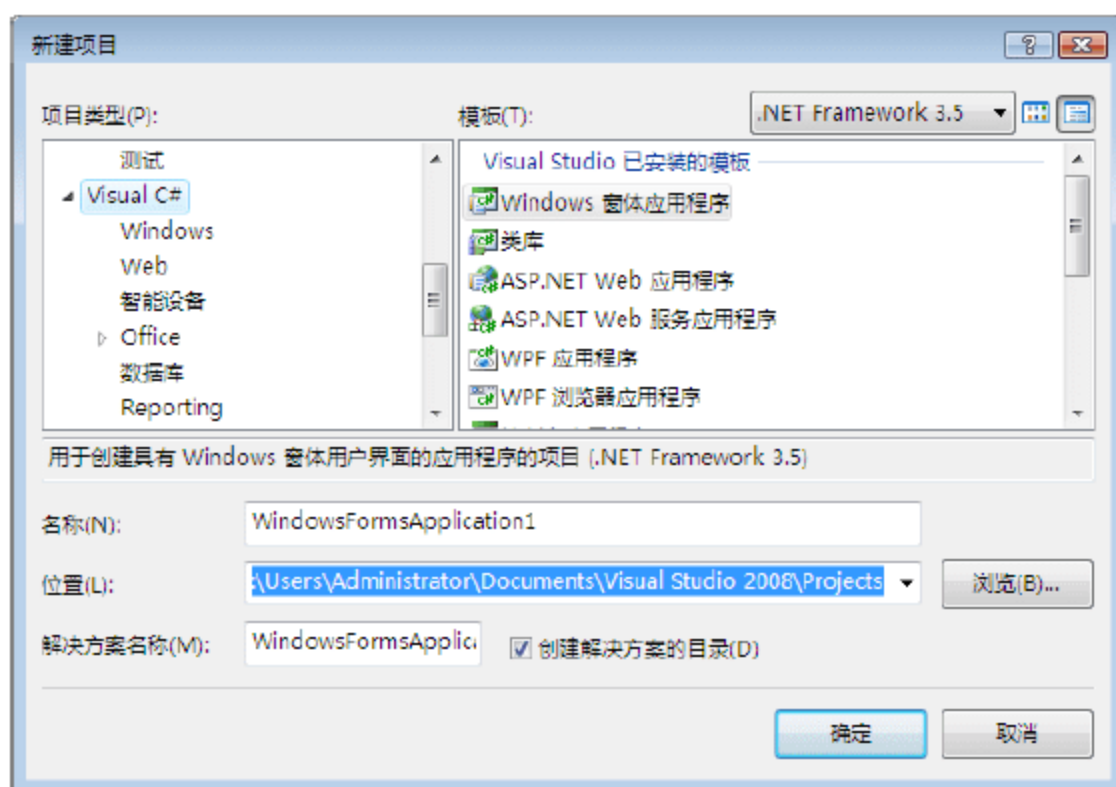 新建项目
项目类型(P):
模板(T):
.NET Framework 3.5
测试
Visual C#
Windows
Web
智能设备
Office
数据库
Reporting
Visual Studio 已安装的模板
Windows 窗体应用程序
类库
ASP.NET Web 应用程序
ASP.NET Web 服务应用程序
WPF 应用程序
WPF 浏览器应用程序
用于创建具有 Windows 窗体用户界面的应用程序的项目 (.NET Framework 3.5)
名称(N):
WindowsFormsApplication1
位置(L):
:\Users\Administrator\Documents\Visual Studio 2008\Projects
浏览(B)...
解决方案名称(M):
WindowsFormsApplic
创建解决方案的目录(D)
确定
取消